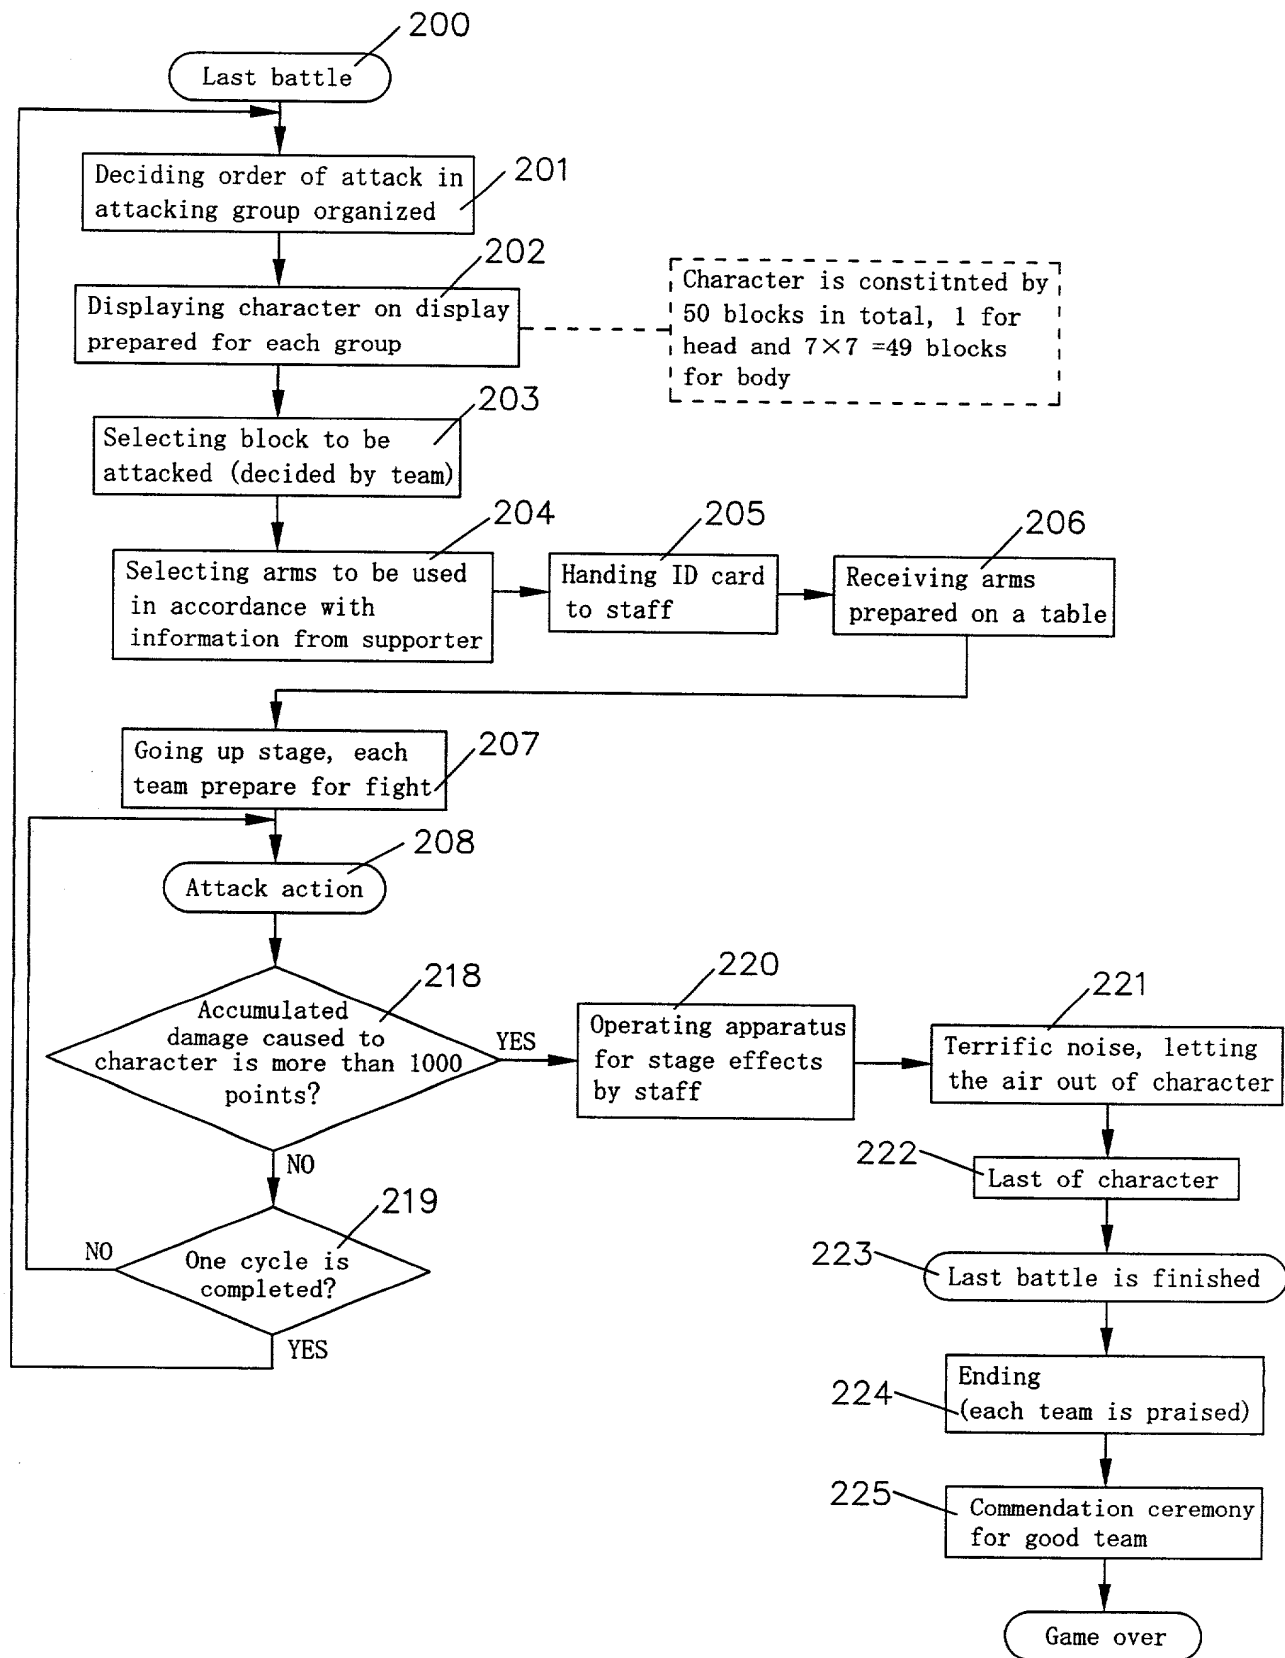 200
Last battle
Deciding order of attack in
attacking group organized
201
202
Displaying character on display
prepared for each group
Character is constitnted by
50 blocks in total, 1 for
head and 7×7 =49 blocks
for body
203
Selecting block to be
attacked (decided by team)
204
Selecting arms to be used
in accordance with
information from supporter
205
Handing ID card
to staff
206
Receiving arms
prepared on a table
207
Going up stage, each
team prepare for fight
208
Attack action
218
Accumulated
damage caused to
character is more than 1000
points?
YES
NO
219
One cycle is
completed?
NO
YES
220
Operating apparatus
for stage effects
by staff
221
Terrific noise, letting
the air out of character
222
Last of character
223
Last battle is finished
224
Ending
(each team is praised)
225
Commendation ceremony
for good team
Game over